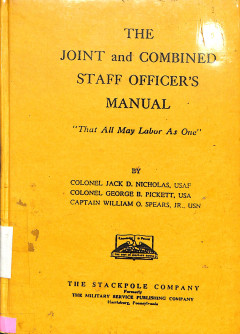 THE
JOINT and COMBINED
STAFF OFFICER'S
MANUAL
"That All May Labor As One"
BY
COLONEL JACK D. NICHOLAS, USAF
COLONEL GEORGE B. PICKETT, USA
CAPTAIN WILLIAM O. SPEARS, JR., USN
THE STACKPOLE COMPANY
Formerly
THE MILITARY SERVICE PUBLISHING COMPANY
Harrisburg, Pennsylvania